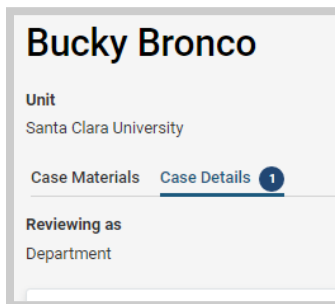 Bucky Bronco
Unit
Santa Clara University
Case Materials Case Details 1
Reviewing as
Department